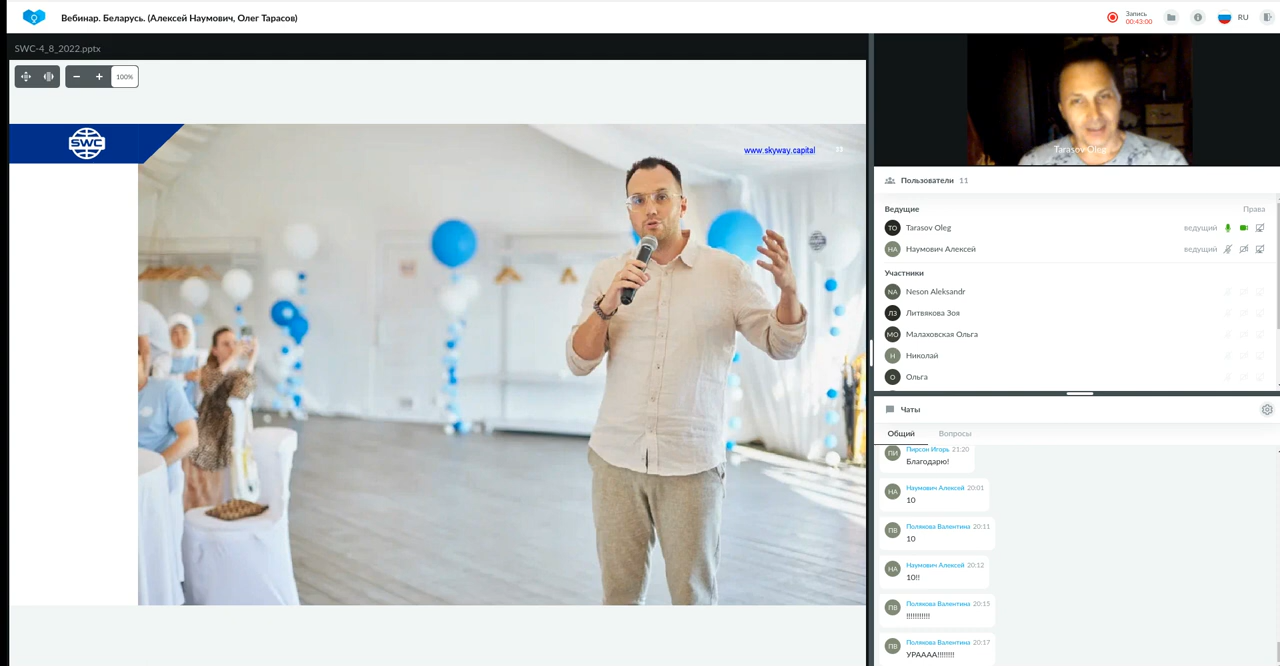 Вебинар. Беларусь. (Алексей Наумович, Олег Тарасов)
Запись
00:43:00
RU
SWC-4_8_2022.pptx
100%
SWC
www.skyway.capital
Tarasov Oleg
Пользователи 11
Ведущие Права
TO Tarasov Oleg ведущий
НА Наумович Алексей ведущий
Участники
NA Neson Aleksandr
ЛЗ Литвякова Зоя
МО Малаховская Ольга
Н Николай
О Ольга
Чаты
Общий Вопросы
ПИ Пирсон Игорь 21:20
Благодарю!
НА Наумович Алексей 20:01
10
ПВ Полякова Валентина 20:11
10
НА Наумович Алексей 20:12
10!!
ПВ Полякова Валентина 20:15
!!!!!!!!!!!
ПВ Полякова Валентина 20:17
УРАААА!!!!!!!!